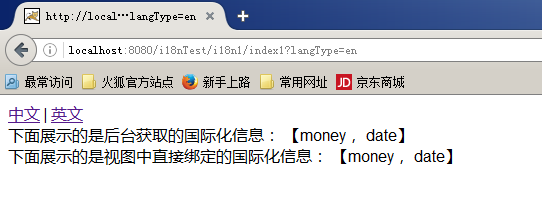 http://local…langType=en
localhost:8080/i18nTest/i18n1/index1?langType=en
最常访问 火狐官方站点 新手上路 常用网址 JD 京东商城
中文 | 英文
下面展示的是后台获取的国际化信息： 【money ，date】
下面展示的是视图中直接绑定的国际化信息： 【money ，date】